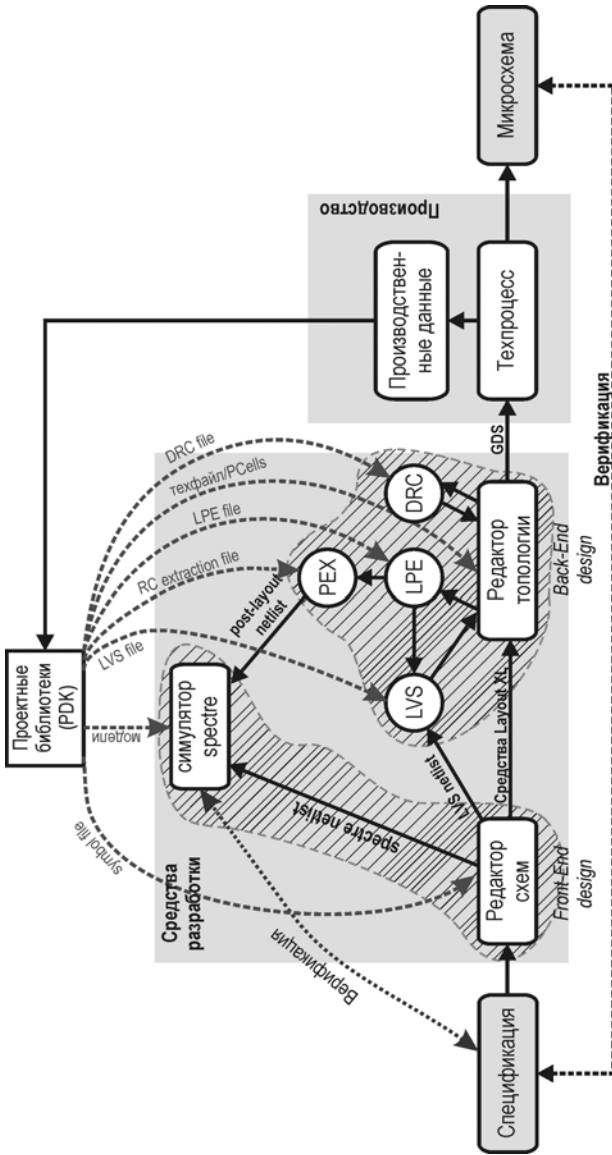 Проектные
библиотеки
(PDK)
symbol file
модели
LVS file
RC extraction file
LPE file
техфайл/PCells
DRC file
Средства
разработки
Верификация
симулятор
spectre
post-layout
netlist
spectre netlist
PEX
LPE
DRC
LVS
LVS netlist
Средства Layout XL
Спецификация
Редактор
схем
Front-End
design
Редактор
топологии
Back-End
design
GDS
Производство
Производствен-
ные данные
Техпроцесс
Микросхема
Верификация